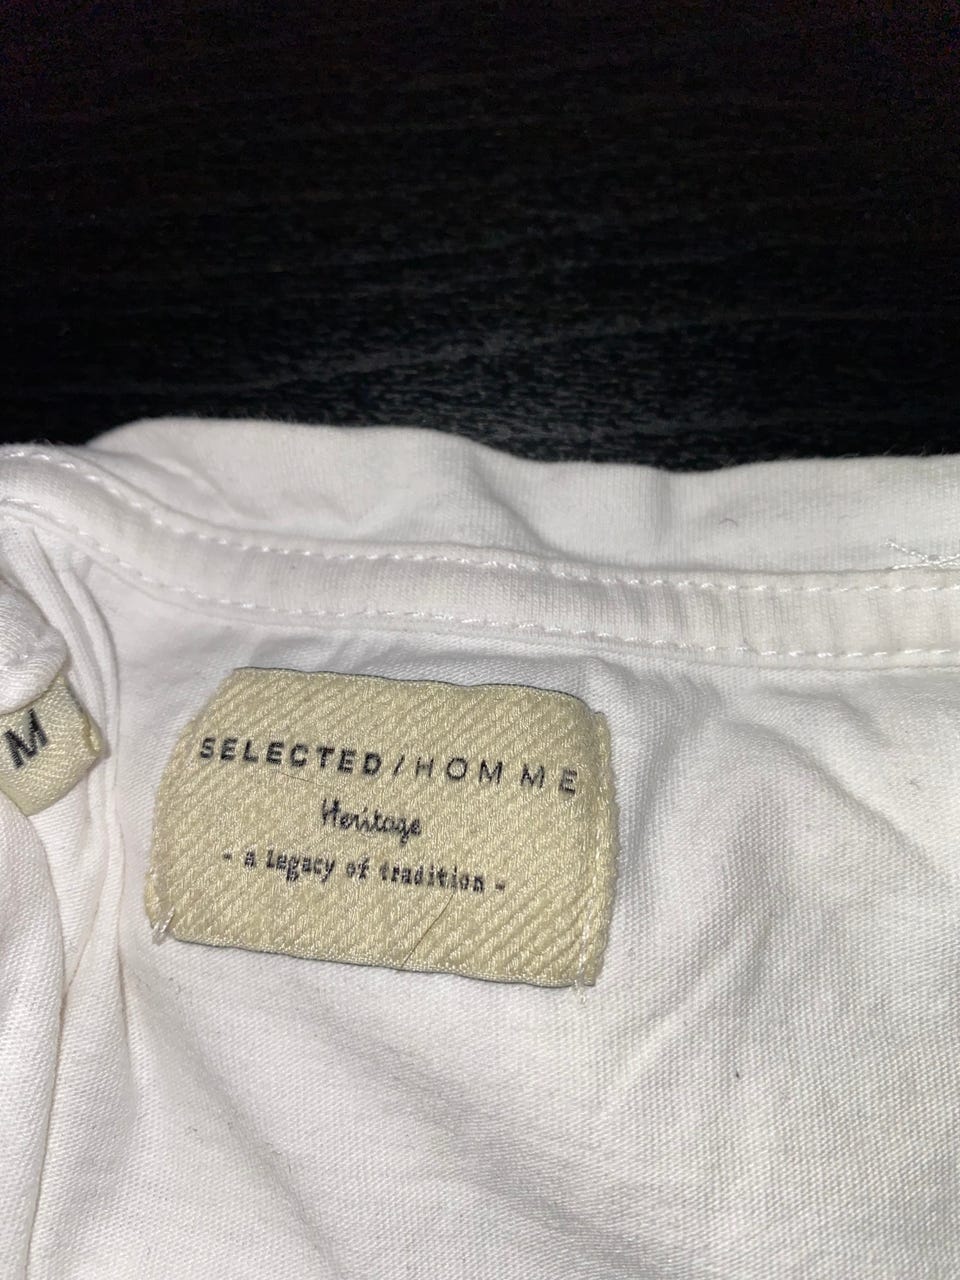 M
SELECTED/HOMME
Heritage
- a legacy of tradition -